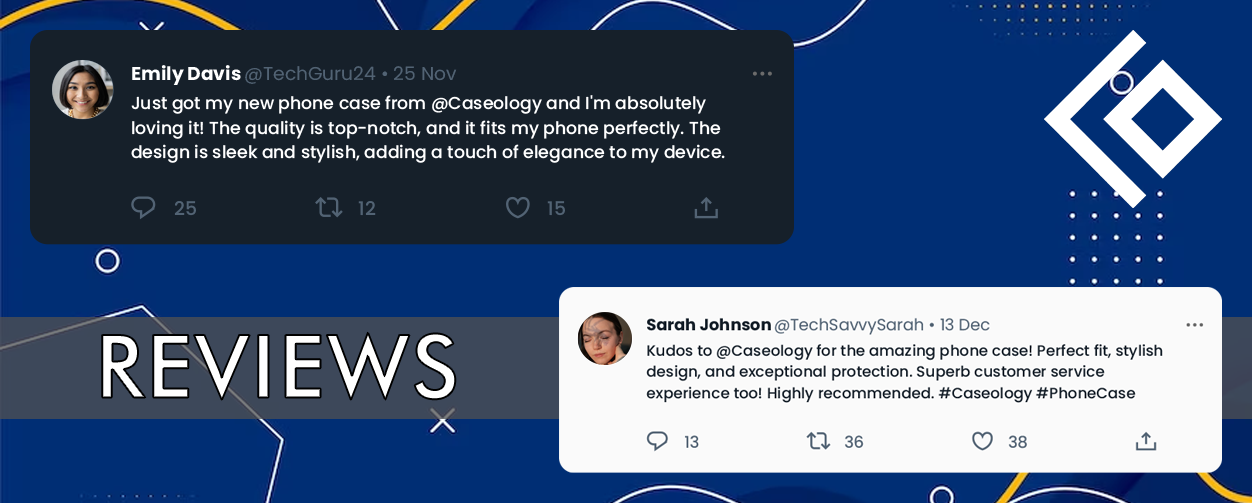 Emily Davis @TechGuru24 • 25 Nov
Just got my new phone case from @Caseology and I'm absolutely
loving it! The quality is top-notch, and it fits my phone perfectly. The
design is sleek and stylish, adding a touch of elegance to my device.
25 12 15
REVIEWS
Sarah Johnson @TechSavvySarah • 13 Dec
Kudos to @Caseology for the amazing phone case! Perfect fit, stylish
design, and exceptional protection. Superb customer service
experience too! Highly recommended. #Caseology #PhoneCase
13 36 38